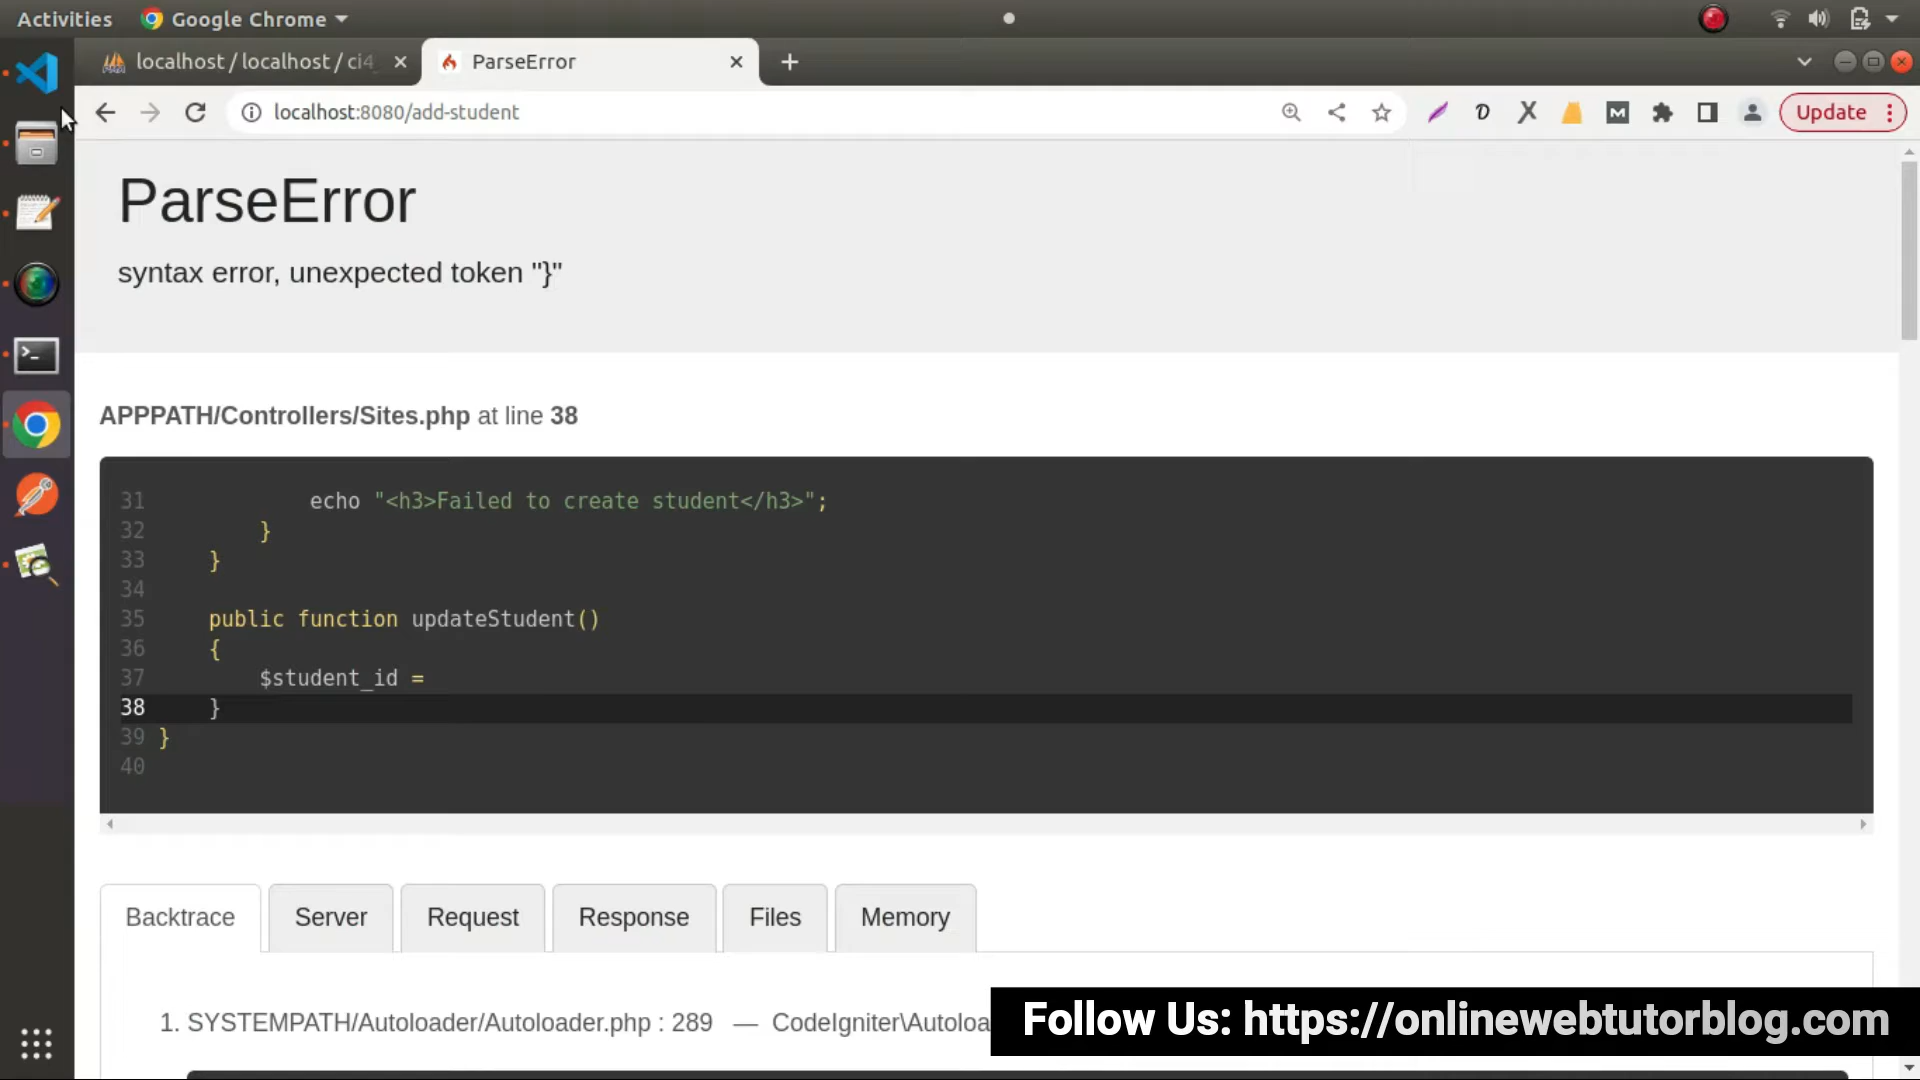 Activities
Google Chrome
localhost / localhost / ci4_
ParseError
localhost:8080/add-student
Update
ParseError
syntax error, unexpected token "}"
APPPATH/Controllers/Sites.php at line 38
31 echo "<h3>Failed to create student</h3>";
32 }
33 }
34
35 public function updateStudent()
36 {
37 $student_id =
38 }
39 }
40
Backtrace
Server
Request
Response
Files
Memory
1. SYSTEMPATH/Autoloader/Autoloader.php : 289 — CodeIgniter\Autoloa
Follow Us: https://onlinewebtutorblog.com